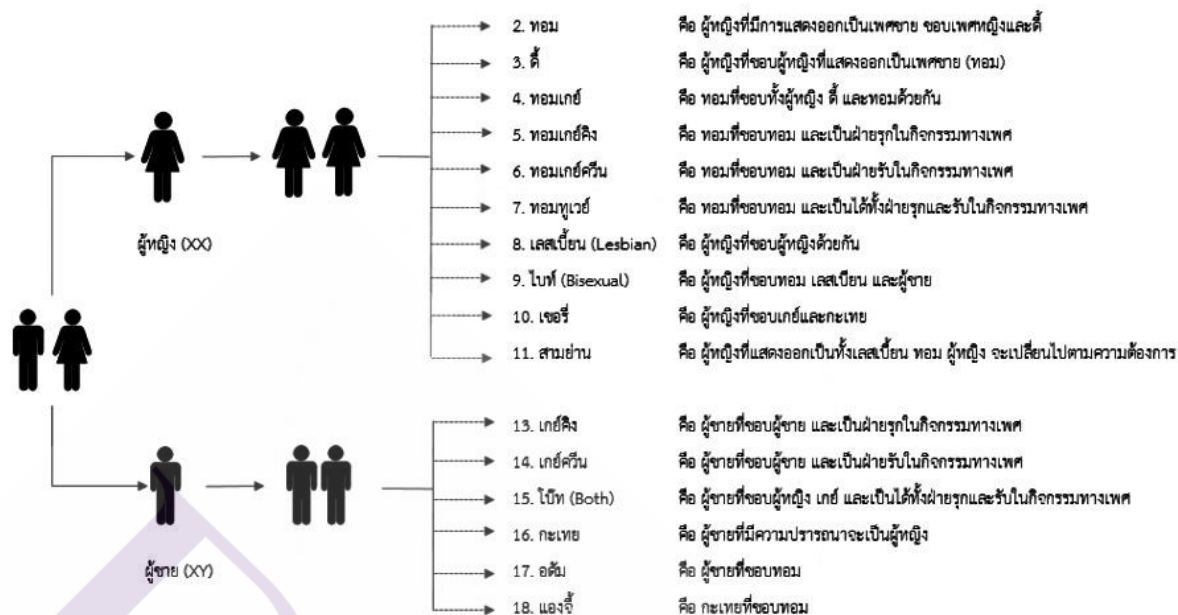 2. ทอม คือ ผู้หญิงที่มีการแสดงออกเป็นเพศชาย ชอบเพศหญิงและดี้
3. ดี้ คือ ผู้หญิงที่ชอบผู้หญิงที่แสดงออกเป็นเพศชาย (ทอม)
4. ทอมเกย์ คือ ทอมที่ชอบทั้งผู้หญิง ดี้ และทอมด้วยกัน
5. ทอมเกย์คิง คือ ทอมที่ชอบทอม และเป็นฝ่ายรุกในกิจกรรมทางเพศ
6. ทอมเกย์ควีน คือ ทอมที่ชอบทอม และเป็นฝ่ายรับในกิจกรรมทางเพศ
7. ทอมทูเวย์ คือ ทอมที่ชอบทอม และเป็นได้ทั้งฝ่ายรุกและรับในกิจกรรมทางเพศ
ผู้หญิง (XX)
8. เลสเบี้ยน (Lesbian) คือ ผู้หญิงที่ชอบผู้หญิงด้วยกัน
9. ไบท์ (Bisexual) คือ ผู้หญิงที่ชอบทอม เลสเบียน และผู้ชาย
10. เชอรี่ คือ ผู้หญิงที่ชอบเกย์และกะเทย
11. สามย่าน คือ ผู้หญิงที่แสดงออกเป็นทั้งเลสเบี้ยน ทอม ผู้หญิง จะเปลี่ยนไปตามความต้องการ
13. เกย์คิง คือ ผู้ชายที่ชอบผู้ชาย และเป็นฝ่ายรุกในกิจกรรมทางเพศ
14. เกย์ควีน คือ ผู้ชายที่ชอบผู้ชาย และเป็นฝ่ายรับในกิจกรรมทางเพศ
15. โบ๊ท (Both) คือ ผู้ชายที่ชอบผู้หญิง เกย์ และเป็นได้ทั้งฝ่ายรุกและรับในกิจกรรมทางเพศ
16. กะเทย คือ ผู้ชายที่มีความปรารถนาจะเป็นผู้หญิง
ผู้ชาย (XY)
17. อดัม คือ ผู้ชายที่ชอบทอม
18. แองจี้ คือ กะเทยที่ชอบทอม